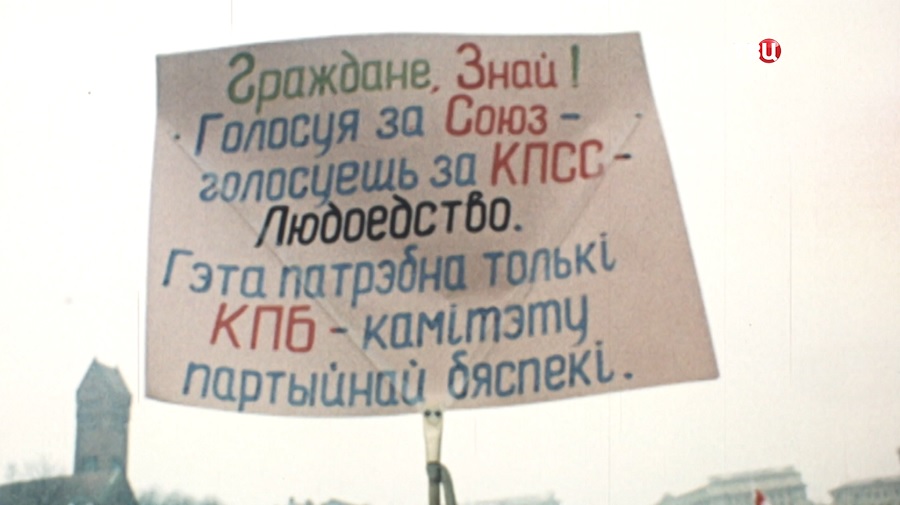 Граждане, Знай!
Голосуя за Союз –
голосуешь за КПСС –
Людоедство.
Гэта патрэбна толькі
КПБ – камітэту
партыйнай бяспекі.